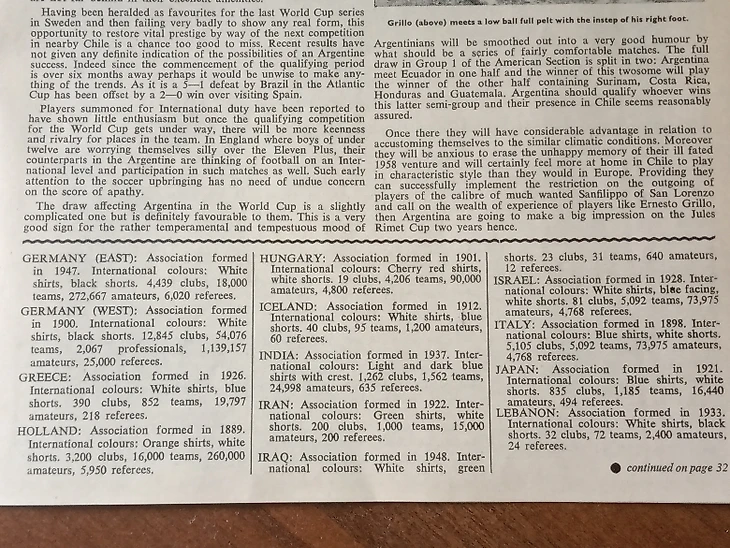 Having been heralded as favourites for the last World Cup series
in Sweden and then failing very badly to show any real form, this
opportunity to restore vital prestige by way of the next competition
in nearby Chile is a chance too good to miss. Recent results have
not given any definite indication of the possibilities of an Argentine
success. Indeed since the commencement of the qualifying period
is over six months away perhaps it would be unwise to make any-
thing of the trends. As it is a 5—1 defeat by Brazil in the Atlantic
Cup has been offset by a 2—0 win over visiting Spain.
Players summoned for International duty have been reported to
have shown little enthusiasm but once the qualifying competition
for the World Cup gets under way, there will be more keenness
and rivalry for places in the team. In England where boys of under
twelve are worrying themselves silly over the Eleven Plus, their
counterparts in the Argentine are thinking of football on an Inter-
national level and participation in such matches as well. Such early
attention to the soccer upbringing has no need of undue concern
on the score of apathy.
The draw affecting Argentina in the World Cup is a slightly
complicated one but is definitely favourable to them. This is a very
good sign for the rather temperamental and tempestuous mood of
Grillo (above) meets a low ball full pelt with the instep of his right foot.
Argentinians will be smoothed out into a very good humour by
what should be a series of fairly comfortable matches. The full
draw in Group 1 of the American Section is split in two: Argentina
meet Ecuador in one half and the winner of this twosome will play
the winner of the other half containing Surinam, Costa Rica,
Honduras and Guatemala. Argentina should qualify whoever wins
this latter semi-group and their presence in Chile seems reasonably
assured.
Once there they will have considerable advantage in relation to
accustoming themselves to the similar climatic conditions. Moreover
they will be anxious to erase the unhappy memory of their ill fated
1958 venture and will certainly feel more at home in Chile to play
in characteristic style than they would in Europe. Providing they
can successfully implement the restriction on the outgoing of
players of the calibre of much wanted Sanfilippo of San Lorenzo
and call on the wealth of experience of players like Ernesto Grillo,
then Argentina are going to make a big impression on the Jules
Rimet Cup two years hence.
GERMANY (EAST): Association formed
in 1947. International colours: White
shirts, black shorts. 4,439 clubs, 18,000
teams, 272,667 amateurs, 6,020 referees.
GERMANY (WEST): Association formed
in 1900. International colours: White
shirts, black shorts. 12,845 clubs, 54,076
teams, 2,067 professionals, 1,139,157
amateurs, 25,000 referees.
GREECE: Association formed in 1926.
International colours: White shirts, blue
shorts. 390 clubs, 852 teams, 19,797
amateurs, 218 referees.
HOLLAND: Association formed in 1889.
International colours: Orange shirts, white
shorts. 3,200 clubs, 16,000 teams, 260,000
amateurs, 5,950 referees.
HUNGARY: Association formed in 1901.
International colours: Cherry red shirts,
white shorts. 19 clubs, 4,206 teams, 90,000
amateurs, 4,800 referees.
ICELAND: Association formed in 1912.
International colours: White shirts, blue
shorts. 40 clubs, 95 teams, 1,200 amateurs,
60 referees.
INDIA: Association formed in 1937. Inter-
national colours: Light and dark blue
shirts with crest. 1,262 clubs, 1,562 teams,
24,998 amateurs, 635 referees.
IRAN: Association formed in 1922. Inter-
national colours: Green shirts, white
shorts. 200 clubs. 1,000 teams, 15,000
amateurs, 200 referees.
IRAQ: Association formed in 1948. Inter-
national colours: White shirts, green
shorts. 23 clubs, 31 teams, 640 amateurs,
12 referees.
ISRAEL: Association formed in 1928. Inter-
national colours: White shirts, blue facing,
white shorts. 81 clubs, 5,092 teams, 73,975
amateurs, 4,768 referees.
ITALY: Association formed in 1898. Inter-
national colours: Blue shirts, white shorts.
5,105 clubs, 5,092 teams, 73,975 amateurs,
4,768 referees.
JAPAN: Association formed in 1921.
International colours: Blue shirts, white
shorts. 835 clubs, 1,185 teams, 16,440
amateurs, 494 referees.
LEBANON: Association formed in 1933.
International colours: White shirts, black
shorts. 32 clubs, 72 teams, 2,400 amateurs,
24 referees.
● continued on page 32